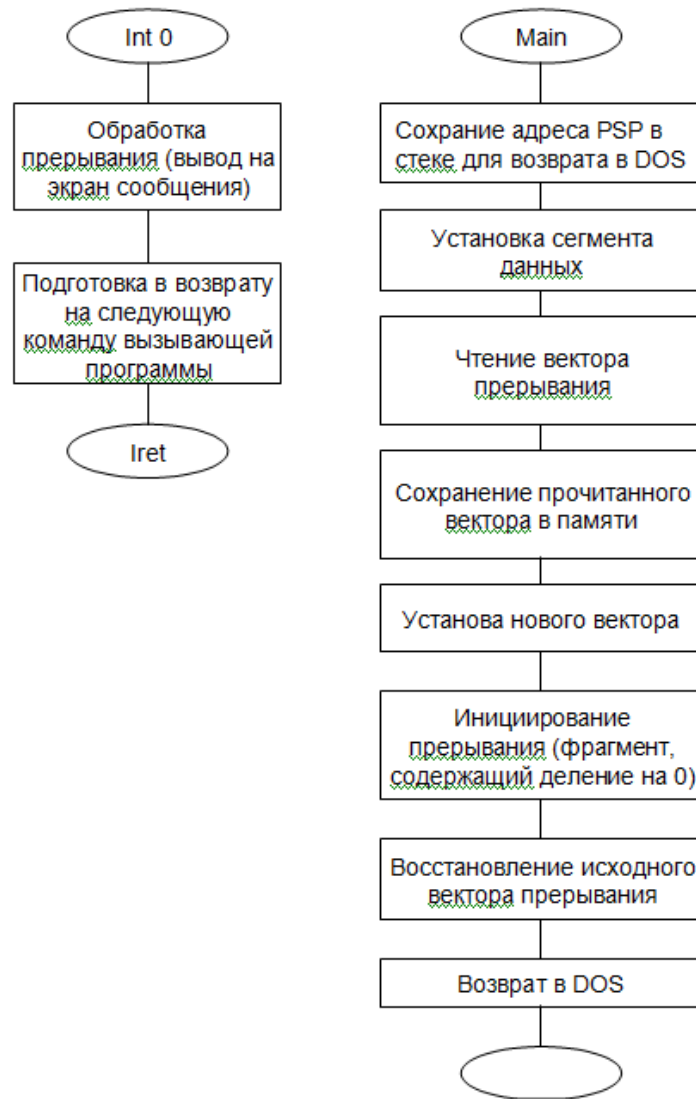 Int 0
Обработка
прерывания (вывод на
экран сообщения)
Подготовка в возврату
на следующую
команду вызывающей
программы
Iret
Main
Сохрание адреса PSP в
стеке для возврата в DOS
Установка сегмента
данных
Чтение вектора
прерывания
Сохранение прочитанного
вектора в памяти
Установа нового вектора
Инициирование
прерывания (фрагмент,
содержащий деление на 0)
Восстановление исходного
вектора прерывания
Возврат в DOS